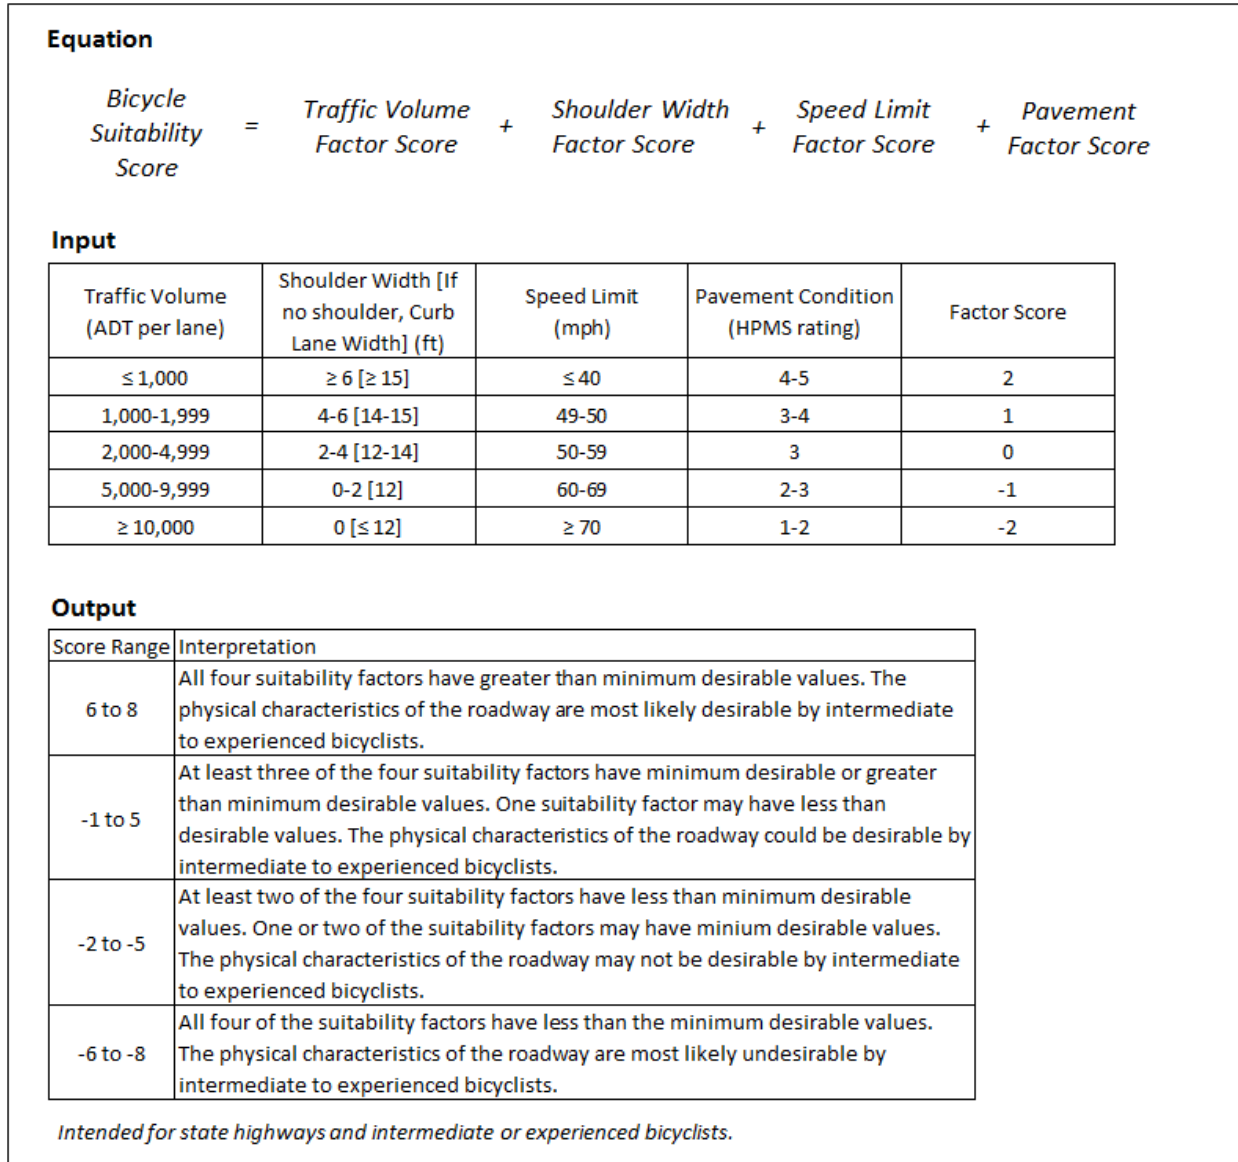 Equation
Bicycle Suitability Score = Traffic Volume Factor Score + Shoulder Width Factor Score + Speed Limit Factor Score + Pavement Factor Score
Input
Traffic Volume (ADT per lane) Shoulder Width [If no shoulder, Curb Lane Width] (ft) Speed Limit (mph) Pavement Condition (HPMS rating) Factor Score
≤ 1,000 ≥ 6 [≥ 15] ≤ 40 4-5 2
1,000-1,999 4-6 [14-15] 49-50 3-4 1
2,000-4,999 2-4 [12-14] 50-59 3 0
5,000-9,999 0-2 [12] 60-69 2-3 -1
≥ 10,000 0 [≤ 12] ≥ 70 1-2 -2
Output
Score Range Interpretation
6 to 8
All four suitability factors have greater than minimum desirable values. The
physical characteristics of the roadway are most likely desirable by intermediate
to experienced bicyclists.
-1 to 5
At least three of the four suitability factors have minimum desirable or greater
than minimum desirable values. One suitability factor may have less than
desirable values. The physical characteristics of the roadway could be desirable by
intermediate to experienced bicyclists.
-2 to -5
At least two of the four suitability factors have less than minimum desirable
values. One or two of the suitability factors may have minium desirable values.
The physical characteristics of the roadway may not be desirable by intermediate
to experienced bicyclists.
-6 to -8
All four of the suitability factors have less than the minimum desirable values.
The physical characteristics of the roadway are most likely undesirable by
intermediate to experienced bicyclists.
Intended for state highways and intermediate or experienced bicyclists.